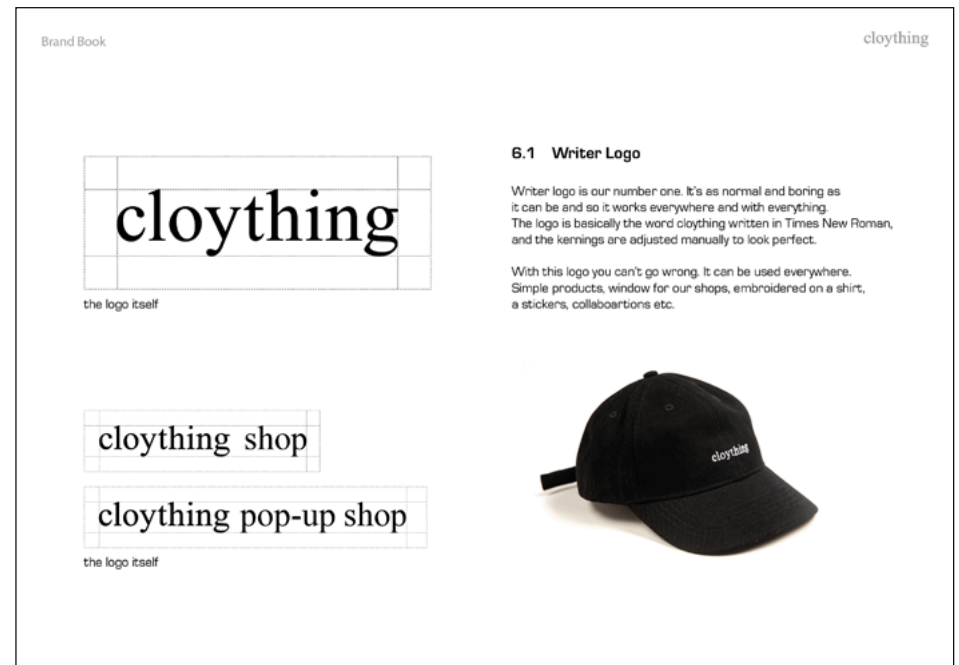 Brand Book
cloything
cloything
the logo itself
cloything shop
cloything pop-up shop
the logo itself
6.1 Writer Logo
Writer logo is our number one. It's as normal and boring as
it can be and so it works everywhere and with everything.
The logo is basically the word cloything written in Times New Roman,
and the kernings are adjusted manually to look perfect.
With this logo you can't go wrong. It can be used everywhere.
Simple products, window for our shops, embroidered on a shirt,
a stickers, collaboartions etc.
cloything